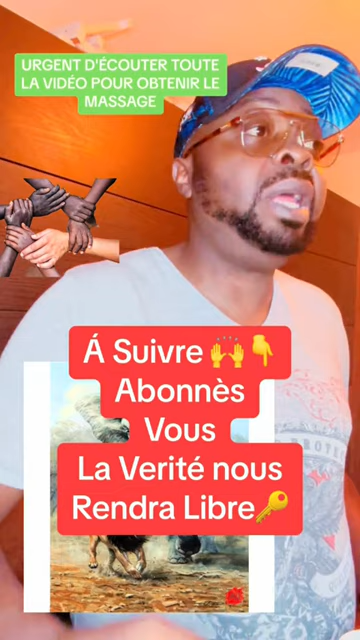 URGENT D'ÉCOUTER TOUTE
LA VIDÉO POUR OBTENIR LE
MASSAGE
Á Suivre 🙌👇
Abonnès
Vous
La Verité nous
Rendra Libre🔑